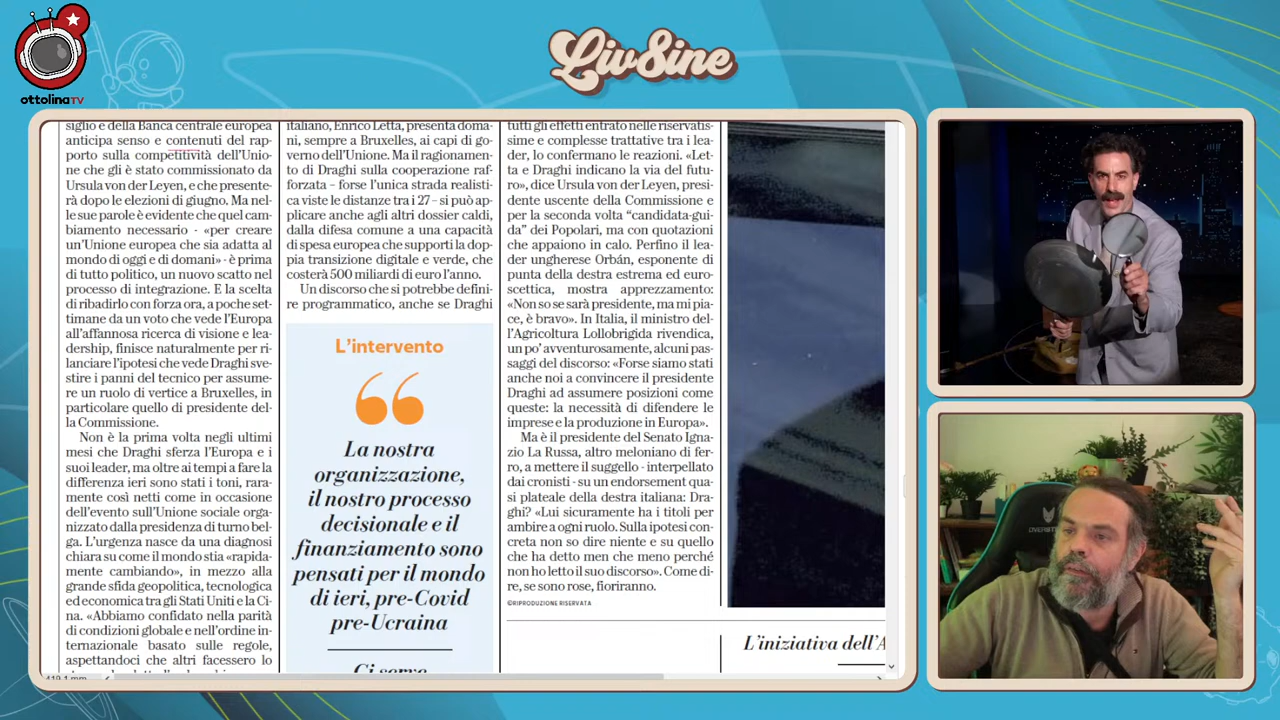 ottolinaTV
Liv8ine
siglio e della Banca centrale europea
anticipa senso e contenuti del rap-
porto sulla competitività dell'Unio-
ne che gli è stato commissionato da
Ursula von der Leyen, e che presente-
rà dopo le elezioni di giugno. Ma nel-
le sue parole è evidente che quel cam-
biamento necessario - «per creare
un'Unione europea che sia adatta al
mondo di oggi e di domani» - è prima
di tutto politico, un nuovo scatto nel
processo di integrazione. E la scelta
di ribadirlo con forza ora, a poche set-
timane da un voto che vede l'Europa
all'affannosa ricerca di visione e lea-
dership, finisce naturalmente per ri-
lanciare l'ipotesi che vede Draghi sve-
stire i panni del tecnico per assume-
re un ruolo di vertice a Bruxelles, in
particolare quello di presidente del-
la Commissione.
Non è la prima volta negli ultimi
mesi che Draghi sferza l'Europa e i
suoi leader, ma oltre ai tempi a fare la
differenza ieri sono stati i toni, rara-
mente così netti come in occasione
dell'evento sull'Unione sociale orga-
nizzato dalla presidenza di turno bel-
ga. L'urgenza nasce da una diagnosi
chiara su come il mondo stia «rapida-
mente cambiando», in mezzo alla
grande sfida geopolitica, tecnologica
ed economica tra gli Stati Uniti e la Ci-
na. «Abbiamo confidato nella parità
di condizioni globale e nell'ordine in-
ternazionale basato sulle regole,
aspettandoci che altri facessero lo
italiano, Enrico Letta, presenta doma-
ni, sempre a Bruxelles, ai capi di go-
verno dell'Unione. Ma il ragionamen-
to di Draghi sulla cooperazione raf-
forzata – forse l'unica strada realisti-
ca viste le distanze tra i 27 – si può ap-
plicare anche agli altri dossier caldi,
dalla difesa comune a una capacità
di spesa europea che supporti la dop-
pia transizione digitale e verde, che
costerà 500 miliardi di euro l'anno.
Un discorso che si potrebbe defini-
re programmatico, anche se Draghi
L'intervento
“
La nostra
organizzazione,
il nostro processo
decisionale e il
finanziamento sono
pensati per il mondo
di ieri, pre-Covid
pre-Ucraina
Ci serve
tutti gli effetti entrato nelle riservatis-
sime e complesse trattative tra i lea-
der, lo confermano le reazioni. «Let-
ta e Draghi indicano la via del futu-
ro», dice Ursula von der Leyen, presi-
dente uscente della Commissione e
per la seconda volta “candidata-gui-
da” dei Popolari, ma con quotazioni
che appaiono in calo. Perfino il lea-
der ungherese Orbán, esponente di
punta della destra estrema ed euro-
scettica, mostra apprezzamento:
«Non so se sarà presidente, ma mi pia-
ce, è bravo». In Italia, il ministro del-
l'Agricoltura Lollobrigida rivendica,
un po' avventurosamente, alcuni pas-
saggi del discorso: «Forse siamo stati
anche noi a convincere il presidente
Draghi ad assumere posizioni come
queste: la necessità di difendere le
imprese e la produzione in Europa».
Ma è il presidente del Senato Igna-
zio La Russa, altro meloniano di fer-
ro, a mettere il suggello - interpellato
dai cronisti - su un endorsement qua-
si plateale della destra italiana: Dra-
ghi? «Lui sicuramente ha i titoli per
ambire a ogni ruolo. Sulla ipotesi con-
creta non so dire niente e su quello
che ha detto men che meno perché
non ho letto il suo discorso». Come di-
re, se sono rose, fioriranno.
©RIPRODUZIONE RISERVATA
L'iniziativa dell'A
419,1 mm